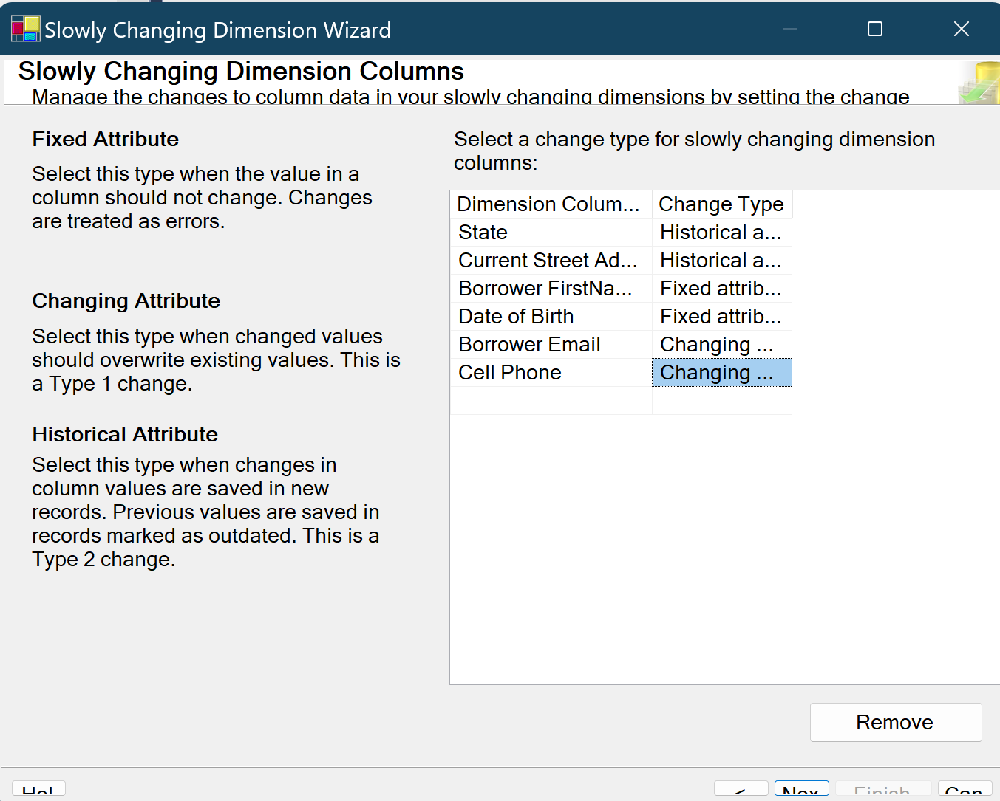 Slowly Changing Dimension Wizard
Slowly Changing Dimension Columns
Manage the changes to column data in your slowly changing dimensions by setting the change
Fixed Attribute
Select this type when the value in a
column should not change. Changes
are treated as errors.
Changing Attribute
Select this type when changed values
should overwrite existing values. This is
a Type 1 change.
Historical Attribute
Select this type when changes in
column values are saved in new
records. Previous values are saved in
records marked as outdated. This is a
Type 2 change.
Select a change type for slowly changing dimension
columns:
Dimension Colum... Change Type
State Historical a...
Current Street Ad... Historical a...
Borrower FirstNa... Fixed attrib...
Date of Birth Fixed attrib...
Borrower Email Changing ...
Cell Phone Changing ...
Remove
Hel < Nex Finish Can